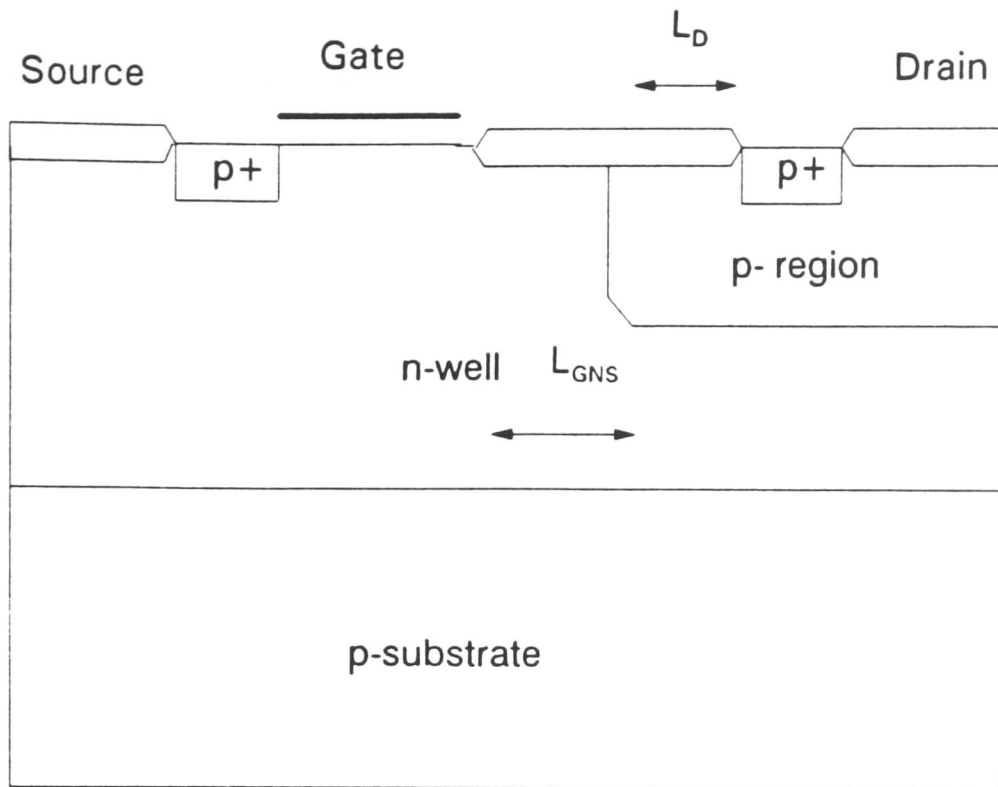 L_D
Source Gate Drain
p+ p+
p- region
n-well L_GNS
p-substrate